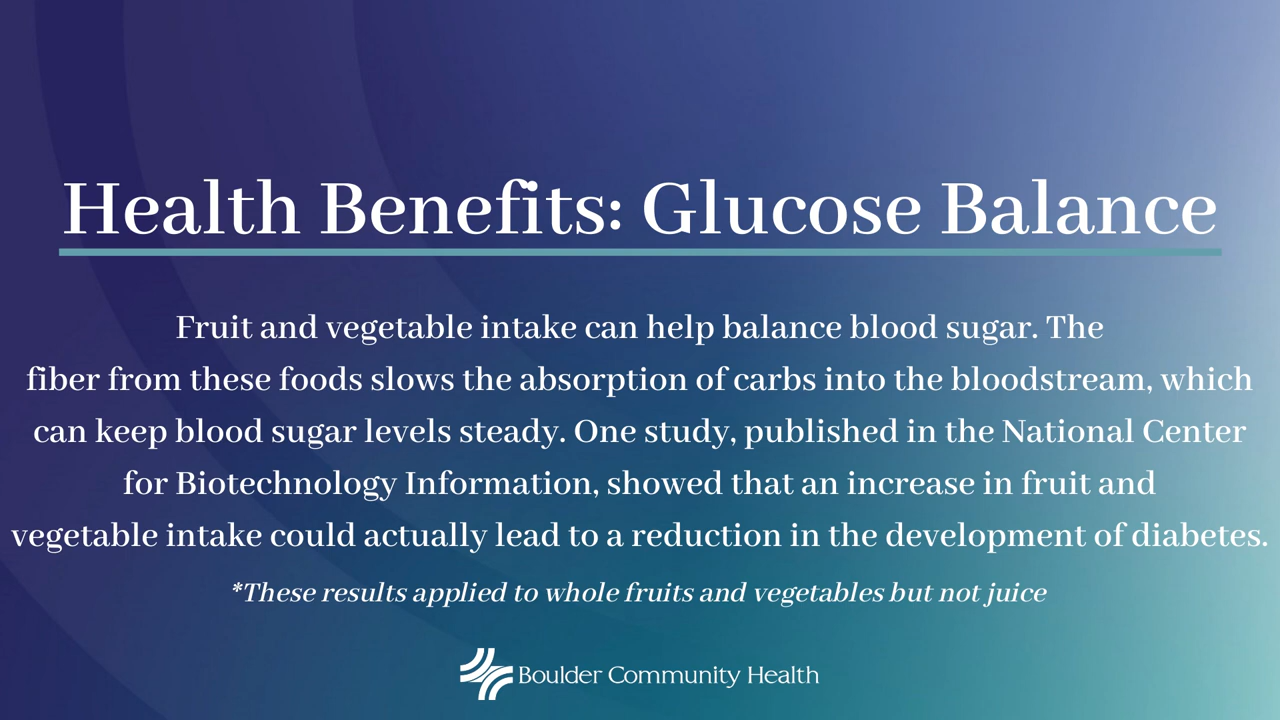 Health Benefits: Glucose Balance
Fruit and vegetable intake can help balance blood sugar. The
fiber from these foods slows the absorption of carbs into the bloodstream, which
can keep blood sugar levels steady. One study, published in the National Center
for Biotechnology Information, showed that an increase in fruit and
vegetable intake could actually lead to a reduction in the development of diabetes.
*These results applied to whole fruits and vegetables but not juice
Boulder Community Health